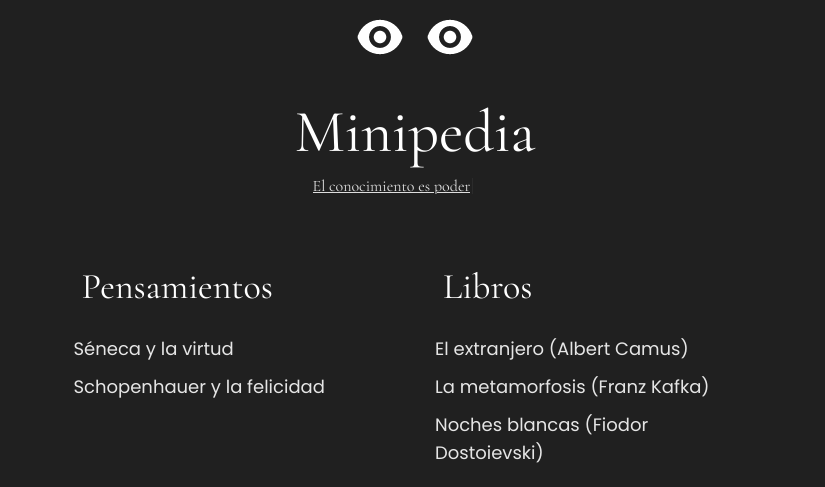 Minipedia
El conocimiento es poder
Pensamientos
Séneca y la virtud
Schopenhauer y la felicidad
Libros
El extranjero (Albert Camus)
La metamorfosis (Franz Kafka)
Noches blancas (Fiodor
Dostoievski)